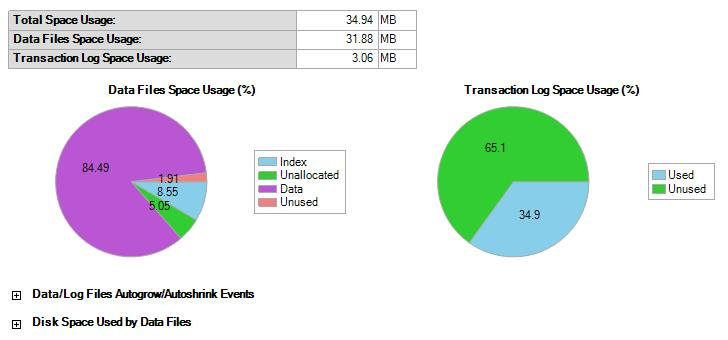 Total Space Usage: 34.94 MB
Data Files Space Usage: 31.88 MB
Transaction Log Space Usage: 3.06 MB
Data Files Space Usage (%)
84.49
1.91
8.55
5.05
Index
Unallocated
Data
Unused
Transaction Log Space Usage (%)
65.1
34.9
Used
Unused
Data/Log Files Autogrow/Autoshrink Events
Disk Space Used by Data Files